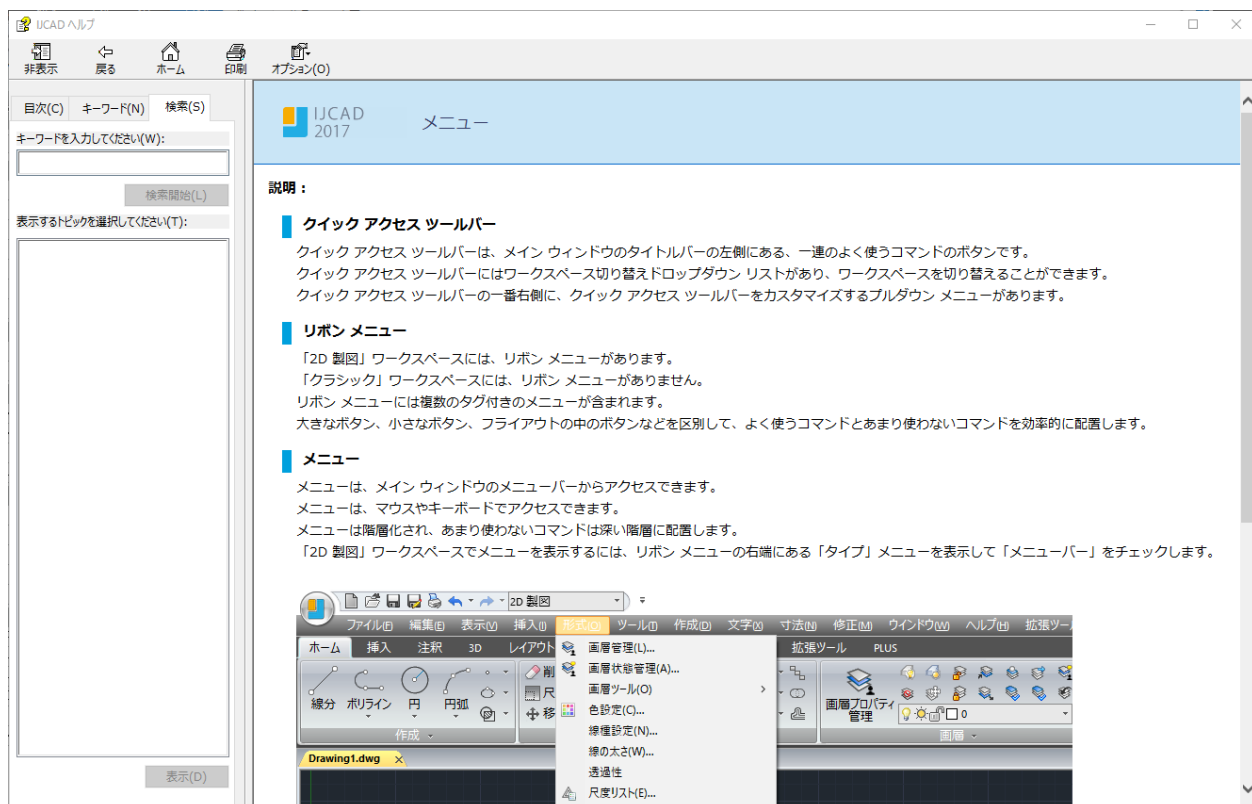 IJCAD ヘルプ
非表示 戻る ホーム 印刷 オプション(O)
目次(C) キーワード(N) 検索(S)
キーワードを入力してください(W):
検索開始(L)
表示するトピックを選択してください(T):
表示(D)
IJCAD
2017
メニュー
説明：
クイック アクセス ツールバー
クイック アクセス ツールバーは、メイン ウィンドウのタイトルバーの左側にある、一連のよく使うコマンドのボタンです。
クイック アクセス ツールバーにはワークスペース切り替えドロップダウン リストがあり、ワークスペースを切り替えることができます。
クイック アクセス ツールバーの一番右側に、クイック アクセス ツールバーをカスタマイズするプルダウン メニューがあります。
リボン メニュー
「2D 製図」ワークスペースには、リボン メニューがあります。
「クラシック」ワークスペースには、リボン メニューがありません。
リボン メニューには複数のタグ付きのメニューが含まれます。
大きなボタン、小さなボタン、フライアウトの中のボタンなどを区別して、よく使うコマンドとあまり使わないコマンドを効率的に配置します。
メニュー
メニューは、メイン ウィンドウのメニューバーからアクセスできます。
メニューは、マウスやキーボードでアクセスできます。
メニューは階層化され、あまり使わないコマンドは深い階層に配置します。
「2D 製図」ワークスペースでメニューを表示するには、リボン メニューの右端にある「タイプ」メニューを表示して「メニューバー」をチェックします。
2D 製図
ファイル(F) 編集(E) 表示(V) 挿入(I) 形式(O) ツール(T) 作成(D) 文字(X) 寸法(N) 修正(M) ウインドウ(W) ヘルプ(H) 拡張ツー
ホーム 挿入 注釈 3D レイアウト 拡張ツール PLUS
線分 ポリライン 円 円弧
削
尺
移
作成
画層プロパティ
管理
0
画層
Drawing1.dwg
画層管理(L)...
画層状態管理(A)...
画層ツール(O)
色設定(C)...
線種設定(N)...
線の太さ(W)...
透過性
尺度リスト(E)...